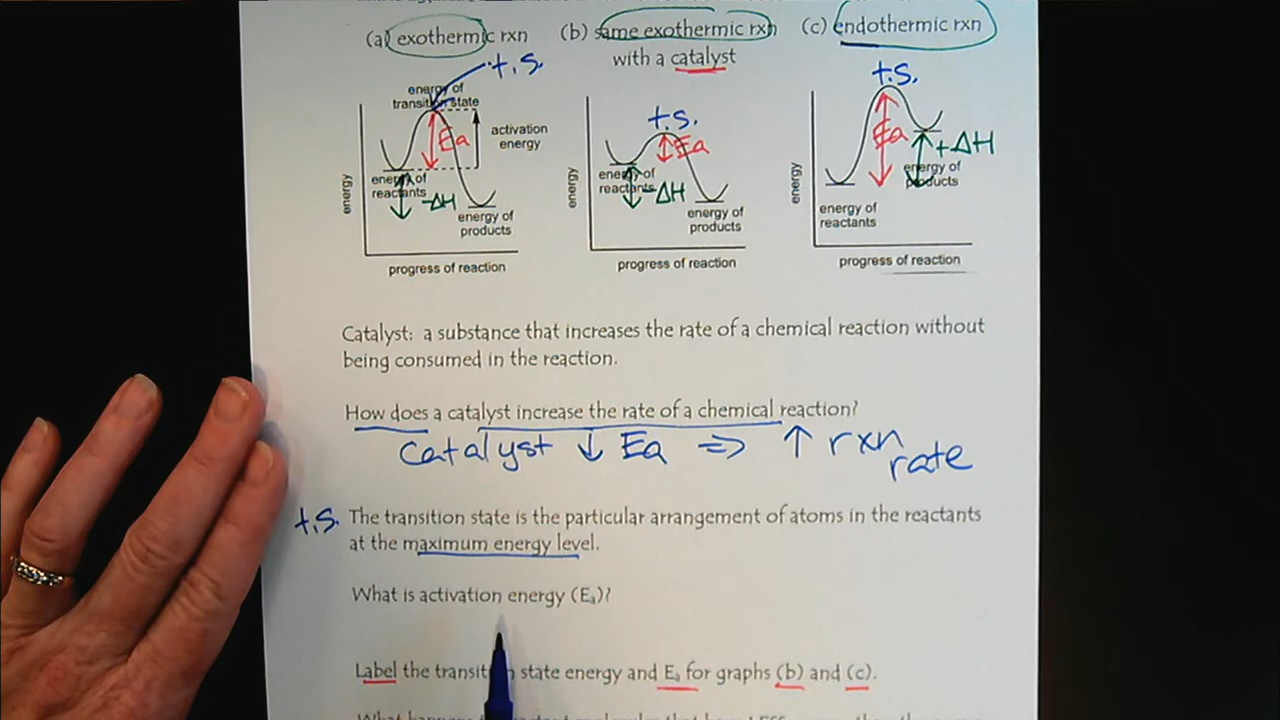 (a) exothermic rxn
(b) same exothermic rxn
with a catalyst
(c) endothermic rxn
t.s.
energy of
transition state
Ea
activation
energy
energy of
reactants
-ΔH
energy of
products
energy
progress of reaction
t.s.
Ea
energy of
reactants
-ΔH
energy of
products
energy
progress of reaction
t.s.
Ea
+ΔH
energy of
products
energy of
reactants
energy
progress of reaction
Catalyst: a substance that increases the rate of a chemical reaction without
being consumed in the reaction.
How does a catalyst increase the rate of a chemical reaction?
Catalyst ↓ Ea ⇒ ↑ rxn
rate
t.s. The transition state is the particular arrangement of atoms in the reactants
at the maximum energy level.
What is activation energy (Ea)?
Label the transition state energy and Ea for graphs (b) and (c).